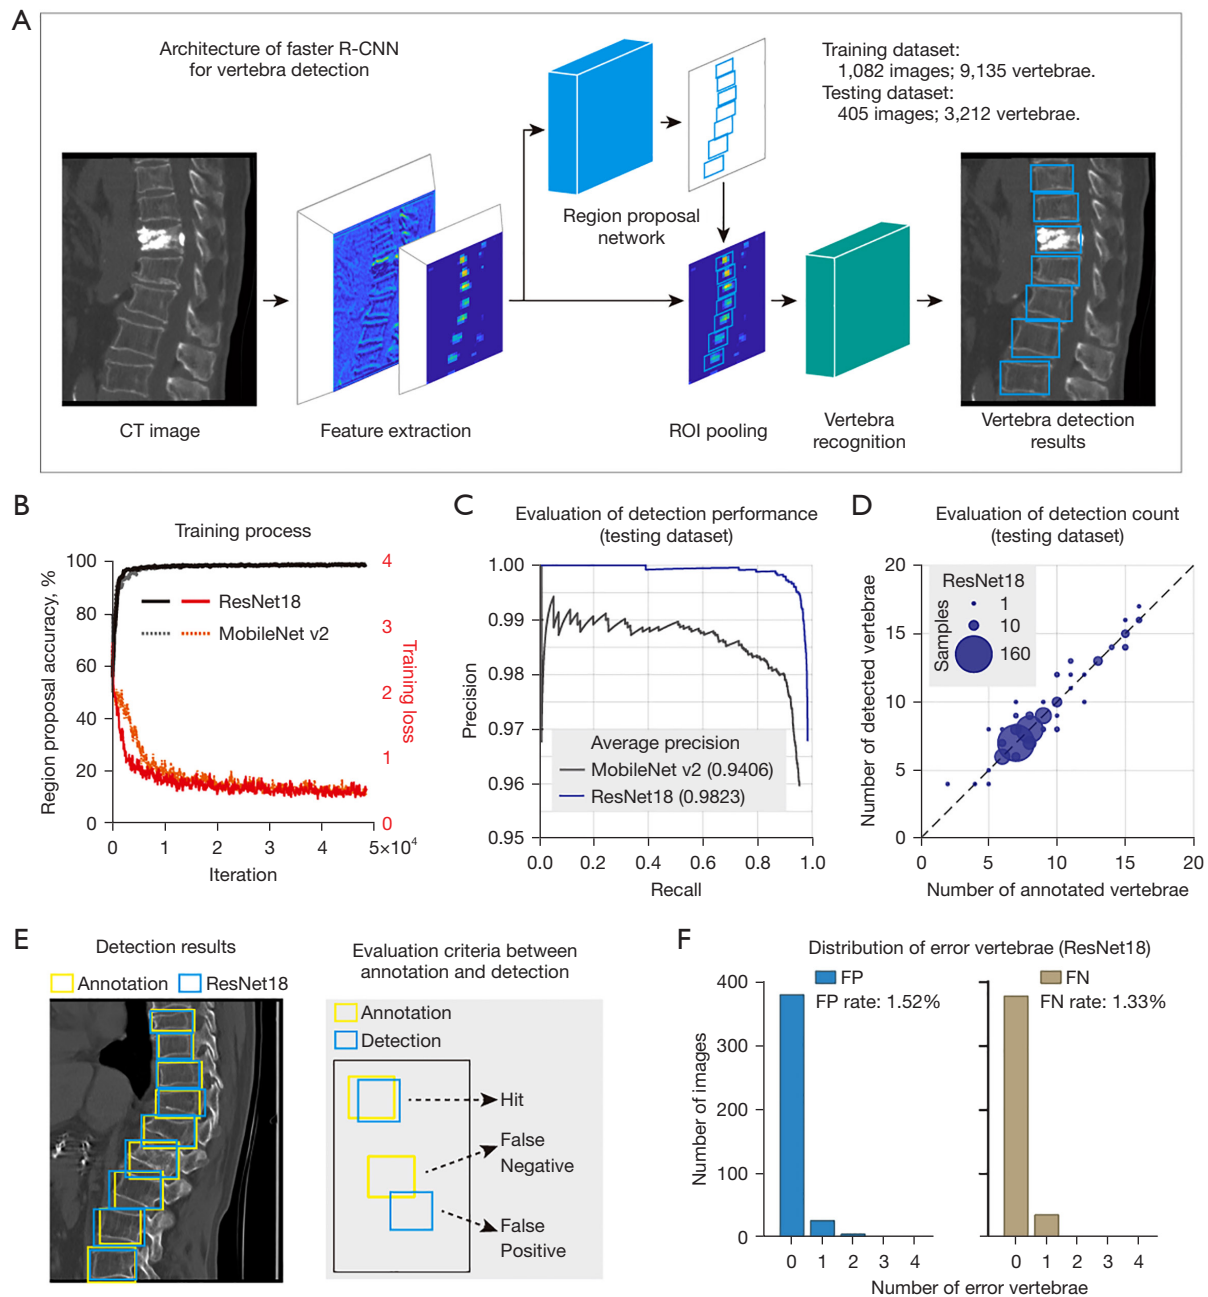 A
Architecture of faster R-CNN
for vertebra detection
Training dataset:
1,082 images; 9,135 vertebrae.
Testing dataset:
405 images; 3,212 vertebrae.
Region proposal
network
CT image
Feature extraction
ROI pooling
Vertebra
recognition
Vertebra detection
results
B
Training process
Region proposal accuracy, %
100
80
60
40
20
0
ResNet18
MobileNet v2
4
3
2
1
0
Training loss
0
1
2
3
4
5×10⁴
Iteration
C
Evaluation of detection performance
(testing dataset)
Precision
1.00
0.99
0.98
0.97
0.96
0.95
Average precision
MobileNet v2 (0.9406)
ResNet18 (0.9823)
0.0
0.2
0.4
0.6
0.8
1.0
Recall
D
Evaluation of detection count
(testing dataset)
Number of detected vertebrae
20
15
10
5
0
ResNet18
Samples
1
10
160
0
5
10
15
20
Number of annotated vertebrae
E
Detection results
Annotation
ResNet18
Evaluation criteria between
annotation and detection
Annotation
Detection
Hit
False
Negative
False
Positive
F
Distribution of error vertebrae (ResNet18)
Number of images
400
300
200
100
0
FP
FP rate: 1.52%
0
1
2
3
4
FN
FN rate: 1.33%
0
1
2
3
4
Number of error vertebrae